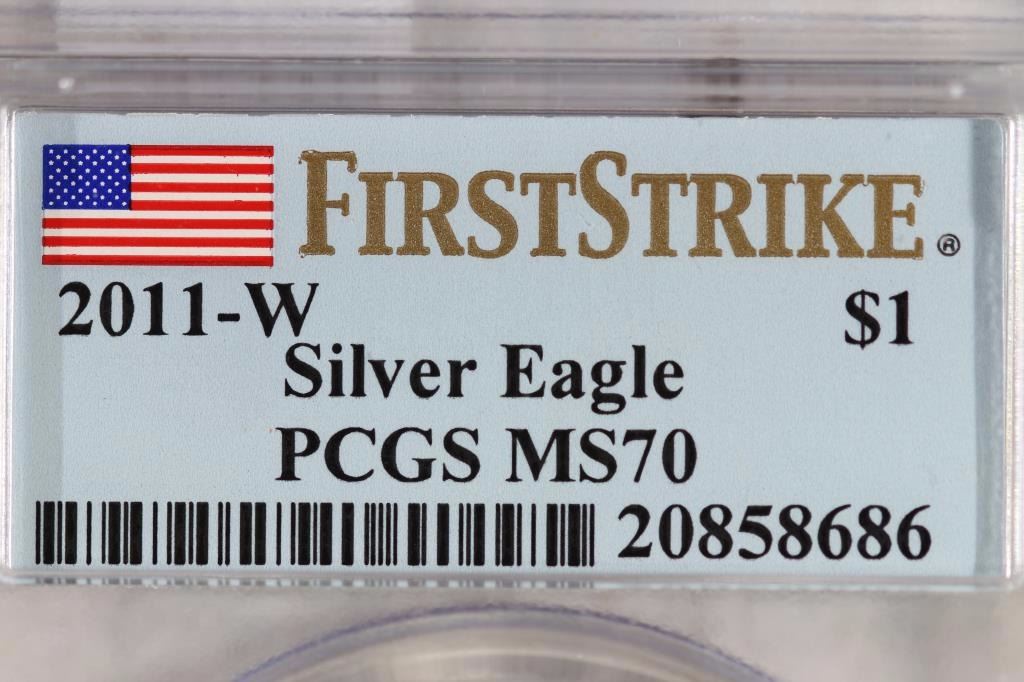 FIRSTSTRIKE®
2011-W $1
Silver Eagle
PCGS MS70
20858686